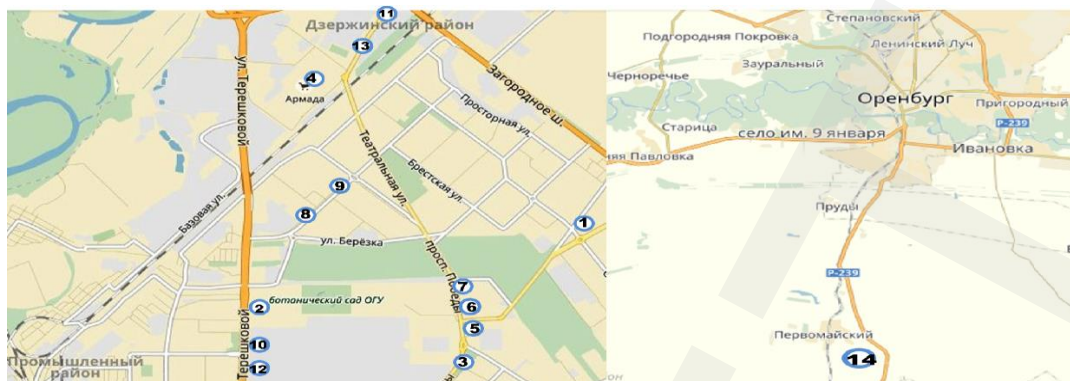 11
Дзержинский район
13
ул. Терешковой
4
Армада
Загородное ш.
Просторная ул.
Театральная ул.
Брестская ул.
Базовая ул.
9
8
1
ул. Берёзка
просп. Победы
7
ботанический сад ОГУ
2
6
5
Терешковой
10
3
12
Промышленный
район
Степановский
Подгородняя Покровка
Ленинский Луч
Зауральный
Черноречье
Оренбург
Пригородный
Р-239
Старица
село им. 9 января
Ивановка
няя Павловка
Пруды
Р-239
Первомайский
14